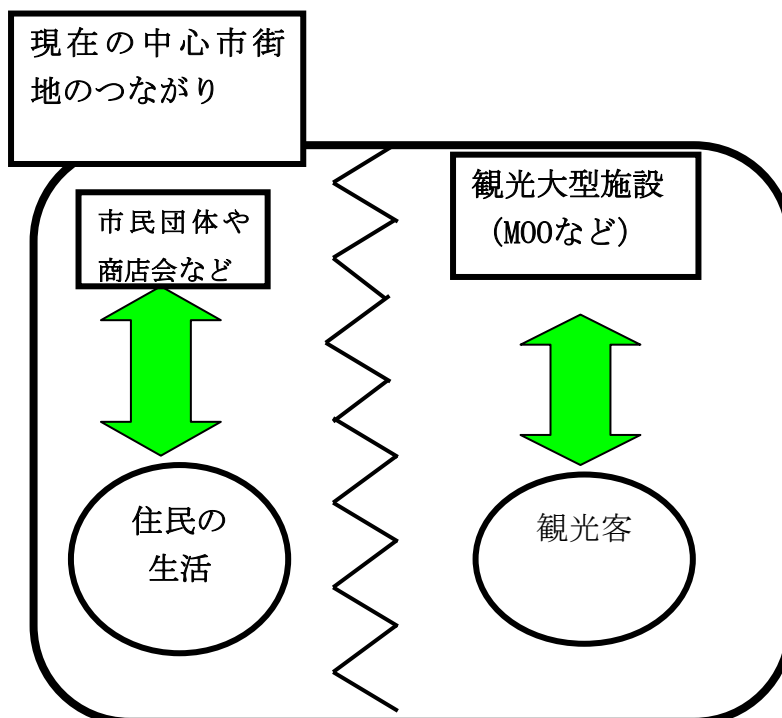 現在の中心市街
地のつながり
市民団体や
商店会など
観光大型施設
（MOOなど）
住民の
生活
観光客